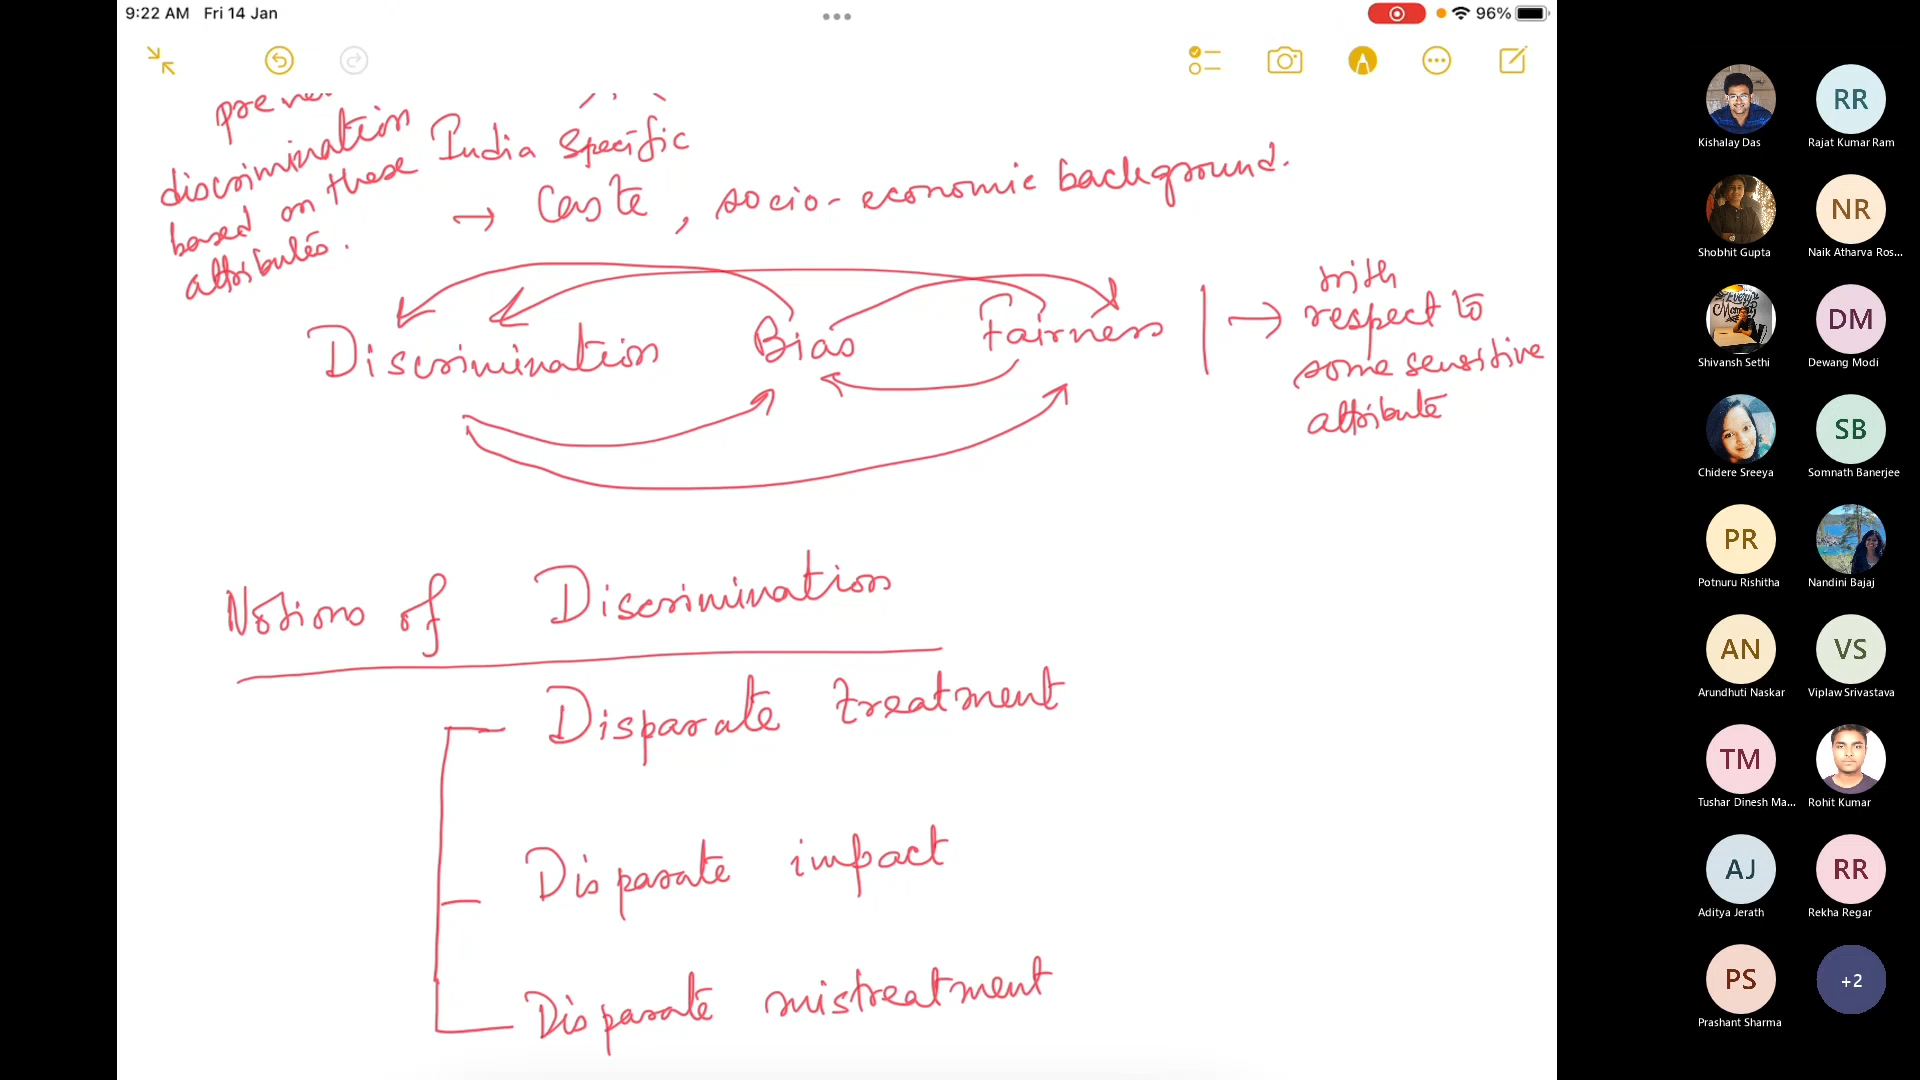 9:22 AM Fri 14 Jan
96%
discrimination
based on these
attributes.
India specific
→ Caste, socio-economic background.
Discrimination Bias Fairness
→ with
respect to
some sensitive
attribute
Notions of Discrimination
Disparate treatment
Disparate impact
Disparate mistreatment
Kishalay Das
RR
Rajat Kumar Ram
Shobhit Gupta
NR
Naik Atharva Ros...
Shivansh Sethi
DM
Dewang Modi
Chidere Sreeya
SB
Somnath Banerjee
PR
Potnuru Rishitha
Nandini Bajaj
AN
Arundhuti Naskar
VS
Viplaw Srivastava
TM
Tushar Dinesh Ma...
Rohit Kumar
AJ
Aditya Jerath
RR
Rekha Regar
PS
Prashant Sharma
+2